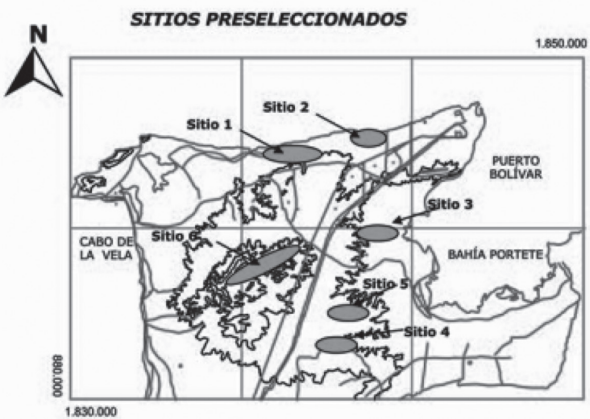 SITIOS PRESELECCIONADOS
N
1.850.000
Sitio 2
Sitio 1
PUERTO
BOLÍVAR
Sitio 3
CABO DE
LA VELA
Sitio 6
BAHÍA PORTETE
Sitio 5
Sitio 4
880.000
1.830.000